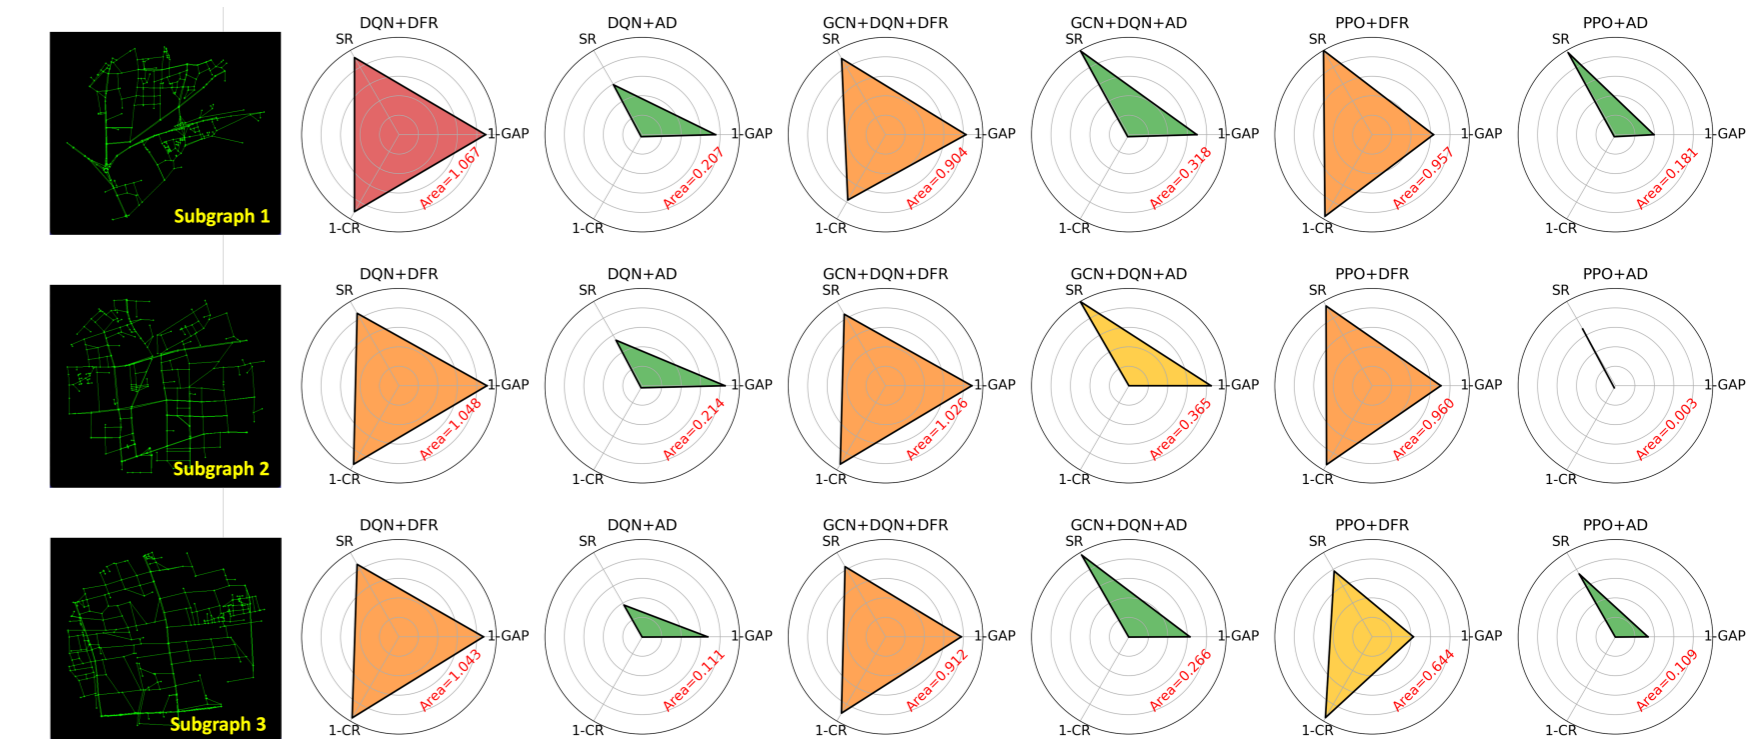 DQN+DFR
SR
1-GAP
1-CR
Area=1.067
DQN+AD
SR
1-GAP
1-CR
Area=0.207
GCN+DQN+DFR
SR
1-GAP
1-CR
Area=0.904
GCN+DQN+AD
SR
1-GAP
1-CR
Area=0.318
PPO+DFR
SR
1-GAP
1-CR
Area=0.957
PPO+AD
SR
1-GAP
1-CR
Area=0.181
Subgraph 1
DQN+DFR
SR
1-GAP
1-CR
Area=1.048
DQN+AD
SR
1-GAP
1-CR
Area=0.214
GCN+DQN+DFR
SR
1-GAP
1-CR
Area=1.026
GCN+DQN+AD
SR
1-GAP
1-CR
Area=0.365
PPO+DFR
SR
1-GAP
1-CR
Area=0.960
PPO+AD
SR
1-GAP
1-CR
Area=0.003
Subgraph 2
DQN+DFR
SR
1-GAP
1-CR
Area=1.043
DQN+AD
SR
1-GAP
1-CR
Area=0.111
GCN+DQN+DFR
SR
1-GAP
1-CR
Area=0.912
GCN+DQN+AD
SR
1-GAP
1-CR
Area=0.266
PPO+DFR
SR
1-GAP
1-CR
Area=0.644
PPO+AD
SR
1-GAP
1-CR
Area=0.109
Subgraph 3